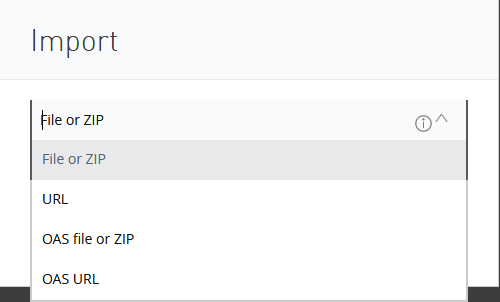 Import
File or ZIP
File or ZIP
URL
OAS file or ZIP
OAS URL